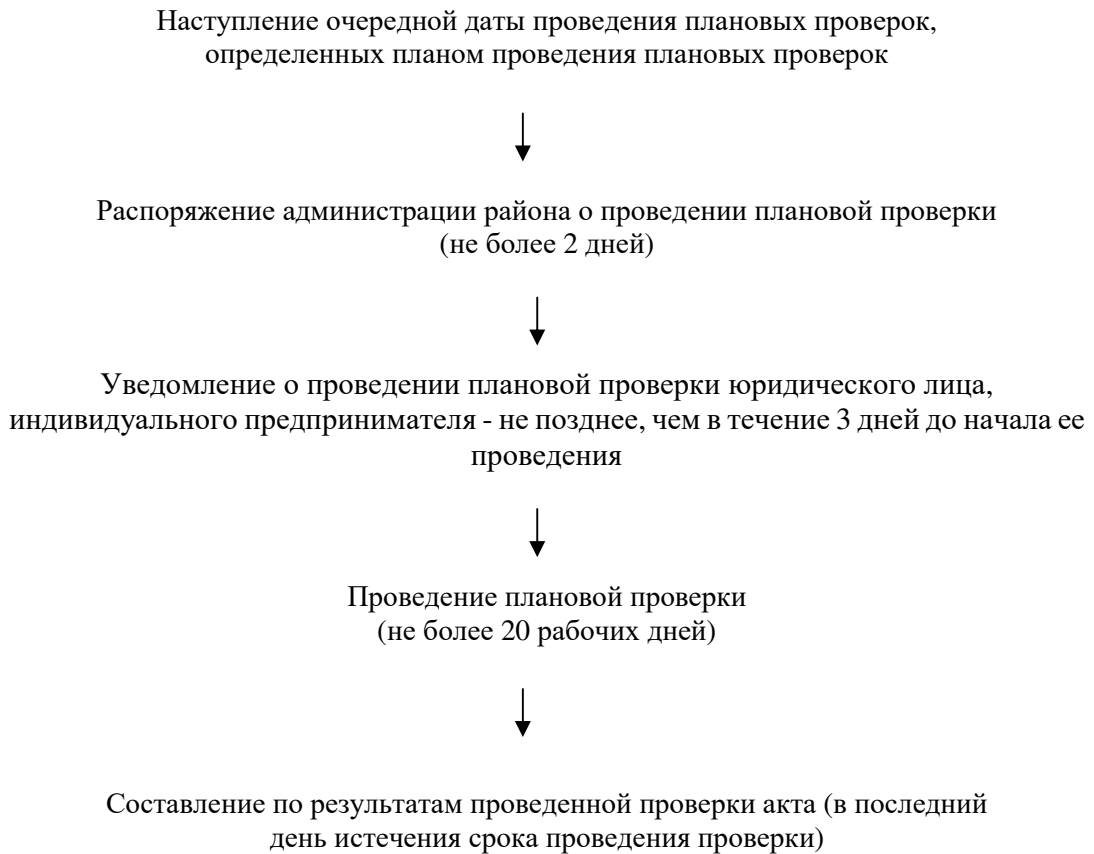 Наступление очередной даты проведения плановых проверок,
определенных планом проведения плановых проверок
Распоряжение администрации района о проведении плановой проверки
(не более 2 дней)
Уведомление о проведении плановой проверки юридического лица,
индивидуального предпринимателя - не позднее, чем в течение 3 дней до начала ее
проведения
Проведение плановой проверки
(не более 20 рабочих дней)
Составление по результатам проведенной проверки акта (в последний
день истечения срока проведения проверки)